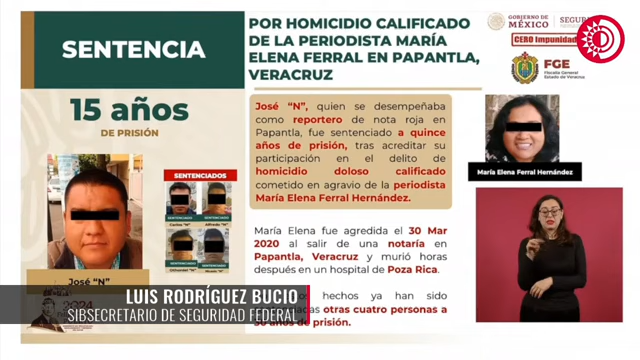 SENTENCIA
15 años
DE PRISIÓN
José "N"
SENTENCIADOS
POR HOMICIDIO CALIFICADO
DE LA PERIODISTA MARÍA
ELENA FERRAL EN PAPANTLA,
VERACRUZ
José "N", quien se desempeñaba
como reportero de nota roja en
Papantla, fue sentenciado a quince
años de prisión, tras acreditar su
participación en el delito de
homicidio doloso calificado
cometido en agravio de la periodista
María Elena Ferral Hernández.
María Elena fue agredida el 30 Mar
2020 al salir de una notaría en
Papantla, Veracruz y murió horas
después en un hospital de Poza Rica.
hechos ya han sido
otras cuatro personas a
años de prisión.
GOBIERNO DE
MÉXICO
CERO Impunidad
FGE
Fiscalía General
Estado de Veracruz
María Elena Ferral Hernández
2024
LUIS RODRÍGUEZ BUCIO
SIBSECRETARIO DE SEGURIDAD FEDERAL